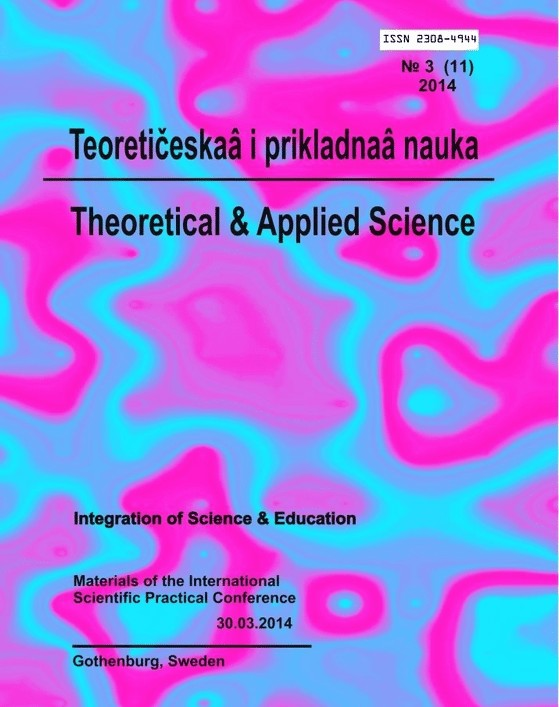 ISSN 2308-4944
№ 3 (11)
2014
Teoretičeskaâ i prikladnaâ nauka
Theoretical & Applied Science
Integration of Science & Education
Materials of the International
Scientific Practical Conference
30.03.2014
Gothenburg, Sweden